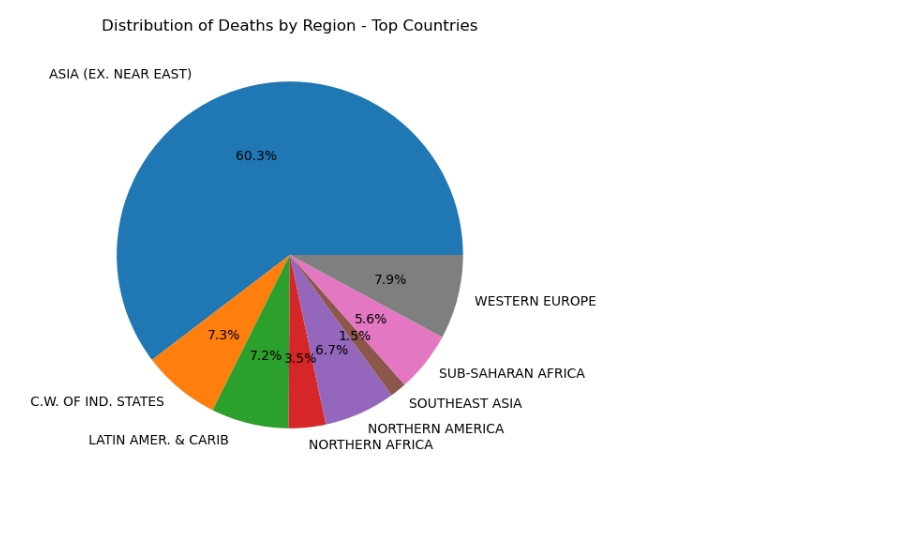 Distribution of Deaths by Region - Top Countries
ASIA (EX. NEAR EAST)
60.3%
7.9%
WESTERN EUROPE
5.6%
7.3%
1.5%
6.7%
7.2%
3.5%
SUB-SAHARAN AFRICA
C.W. OF IND. STATES
SOUTHEAST ASIA
NORTHERN AMERICA
LATIN AMER. & CARIB
NORTHERN AFRICA